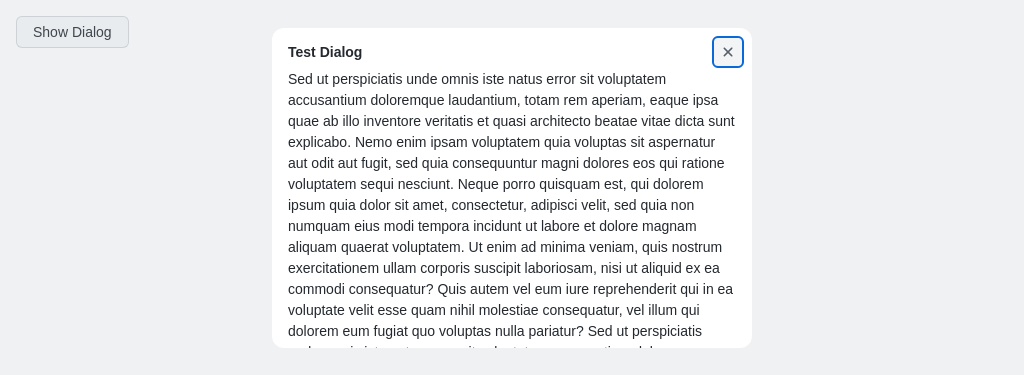 Show Dialog
Test Dialog
Sed ut perspiciatis unde omnis iste natus error sit voluptatem
accusantium doloremque laudantium, totam rem aperiam, eaque ipsa
quae ab illo inventore veritatis et quasi architecto beatae vitae dicta sunt
explicabo. Nemo enim ipsam voluptatem quia voluptas sit aspernatur
aut odit aut fugit, sed quia consequuntur magni dolores eos qui ratione
voluptatem sequi nesciunt. Neque porro quisquam est, qui dolorem
ipsum quia dolor sit amet, consectetur, adipisci velit, sed quia non
numquam eius modi tempora incidunt ut labore et dolore magnam
aliquam quaerat voluptatem. Ut enim ad minima veniam, quis nostrum
exercitationem ullam corporis suscipit laboriosam, nisi ut aliquid ex ea
commodi consequatur? Quis autem vel eum iure reprehenderit qui in ea
voluptate velit esse quam nihil molestiae consequatur, vel illum qui
dolorem eum fugiat quo voluptas nulla pariatur? Sed ut perspiciatis